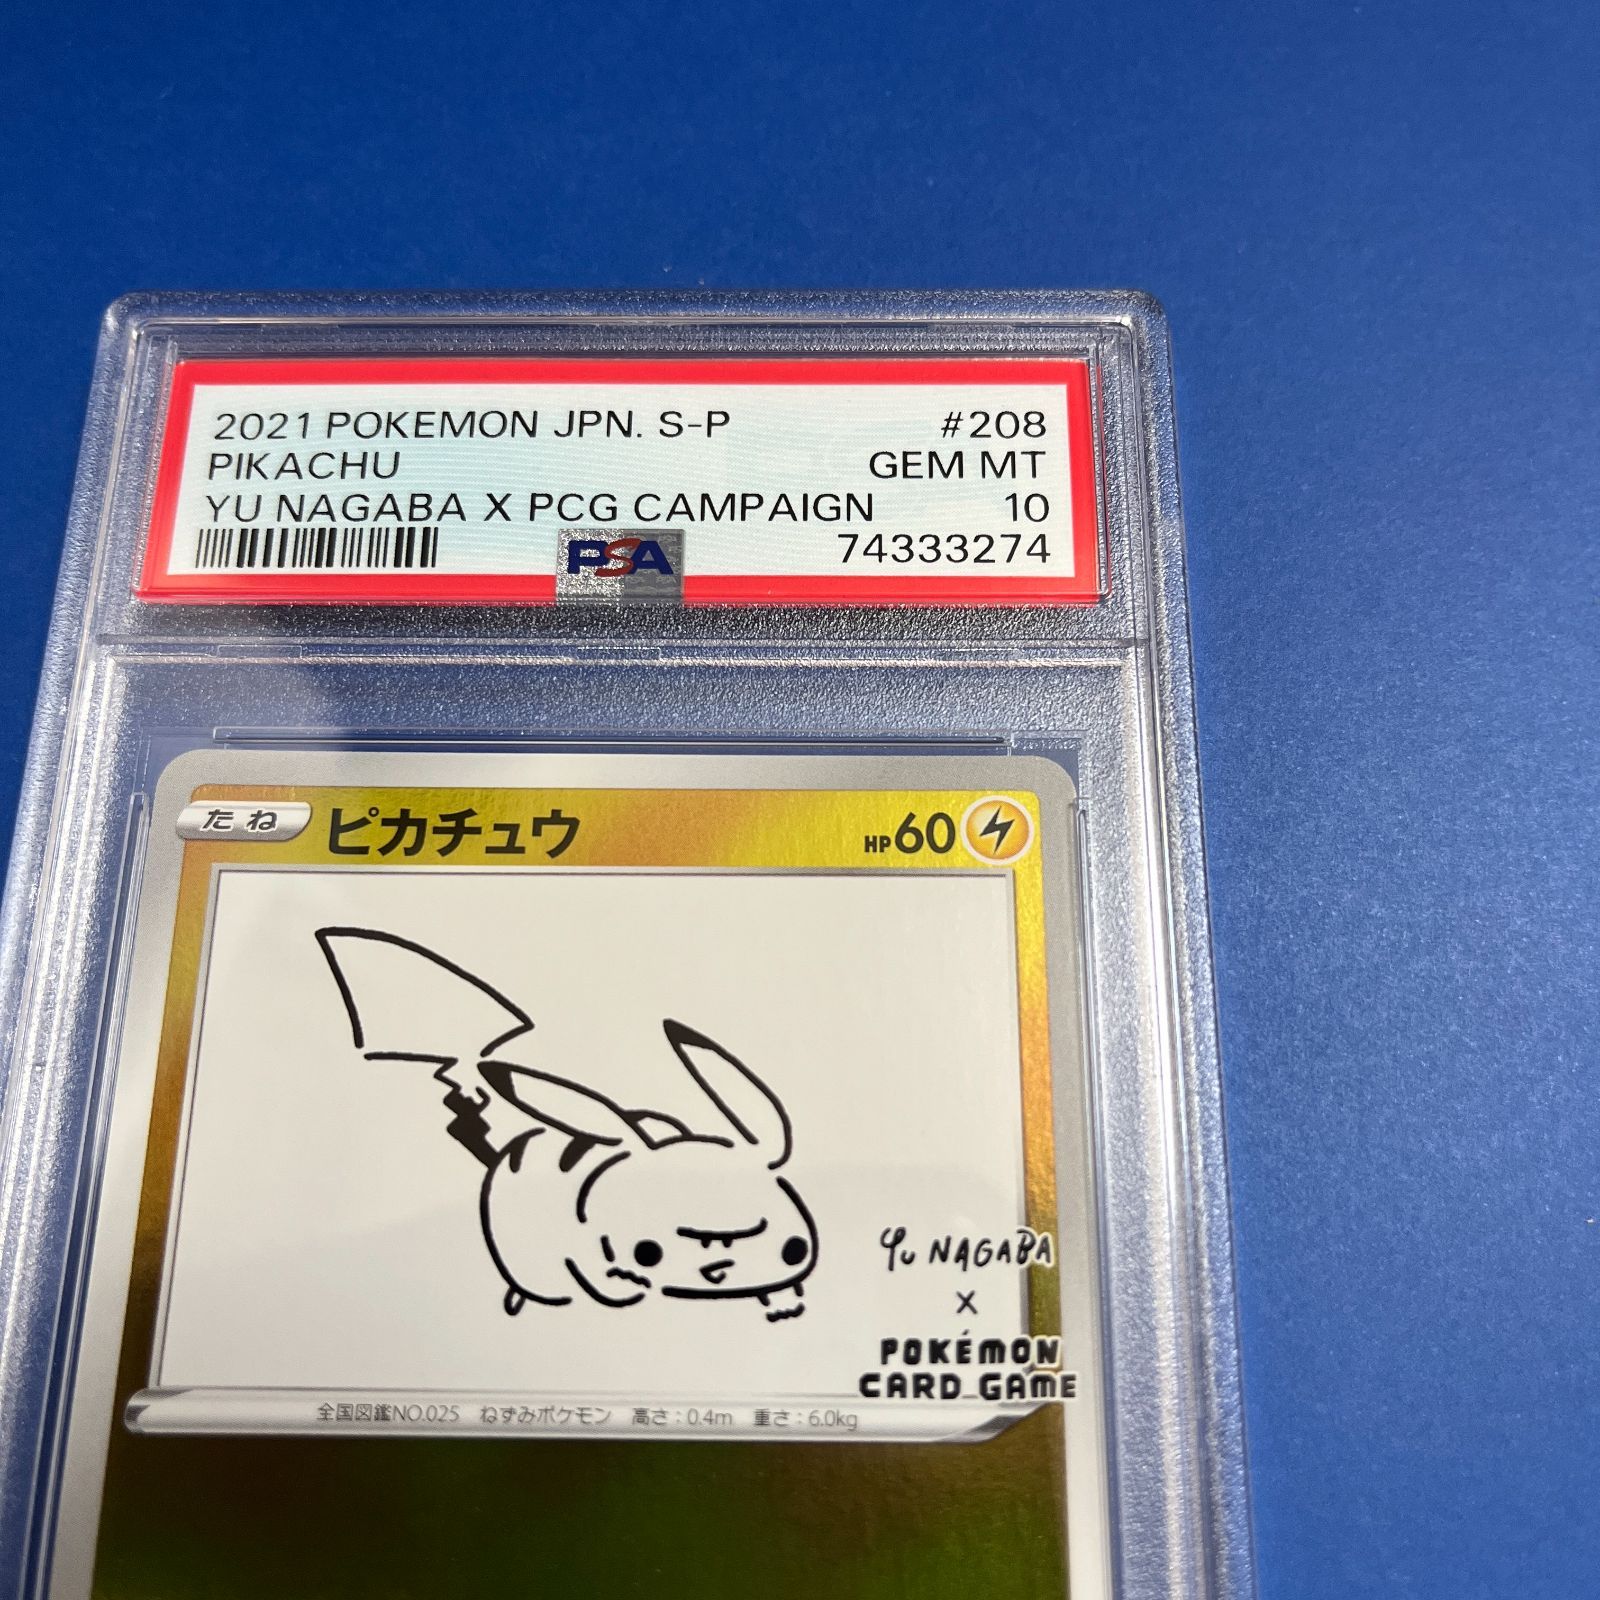 2021 POKEMON JPN. S-P #208
PIKACHU GEM MT
YU NAGABA X PCG CAMPAIGN 10
PSA 74333274
たね ピカチュウ HP60
Yu NAGABA
X
POKÉMON
CARD GAME
全国図鑑NO.025 ねずみポケモン 高さ:0.4m 重さ:6.0kg